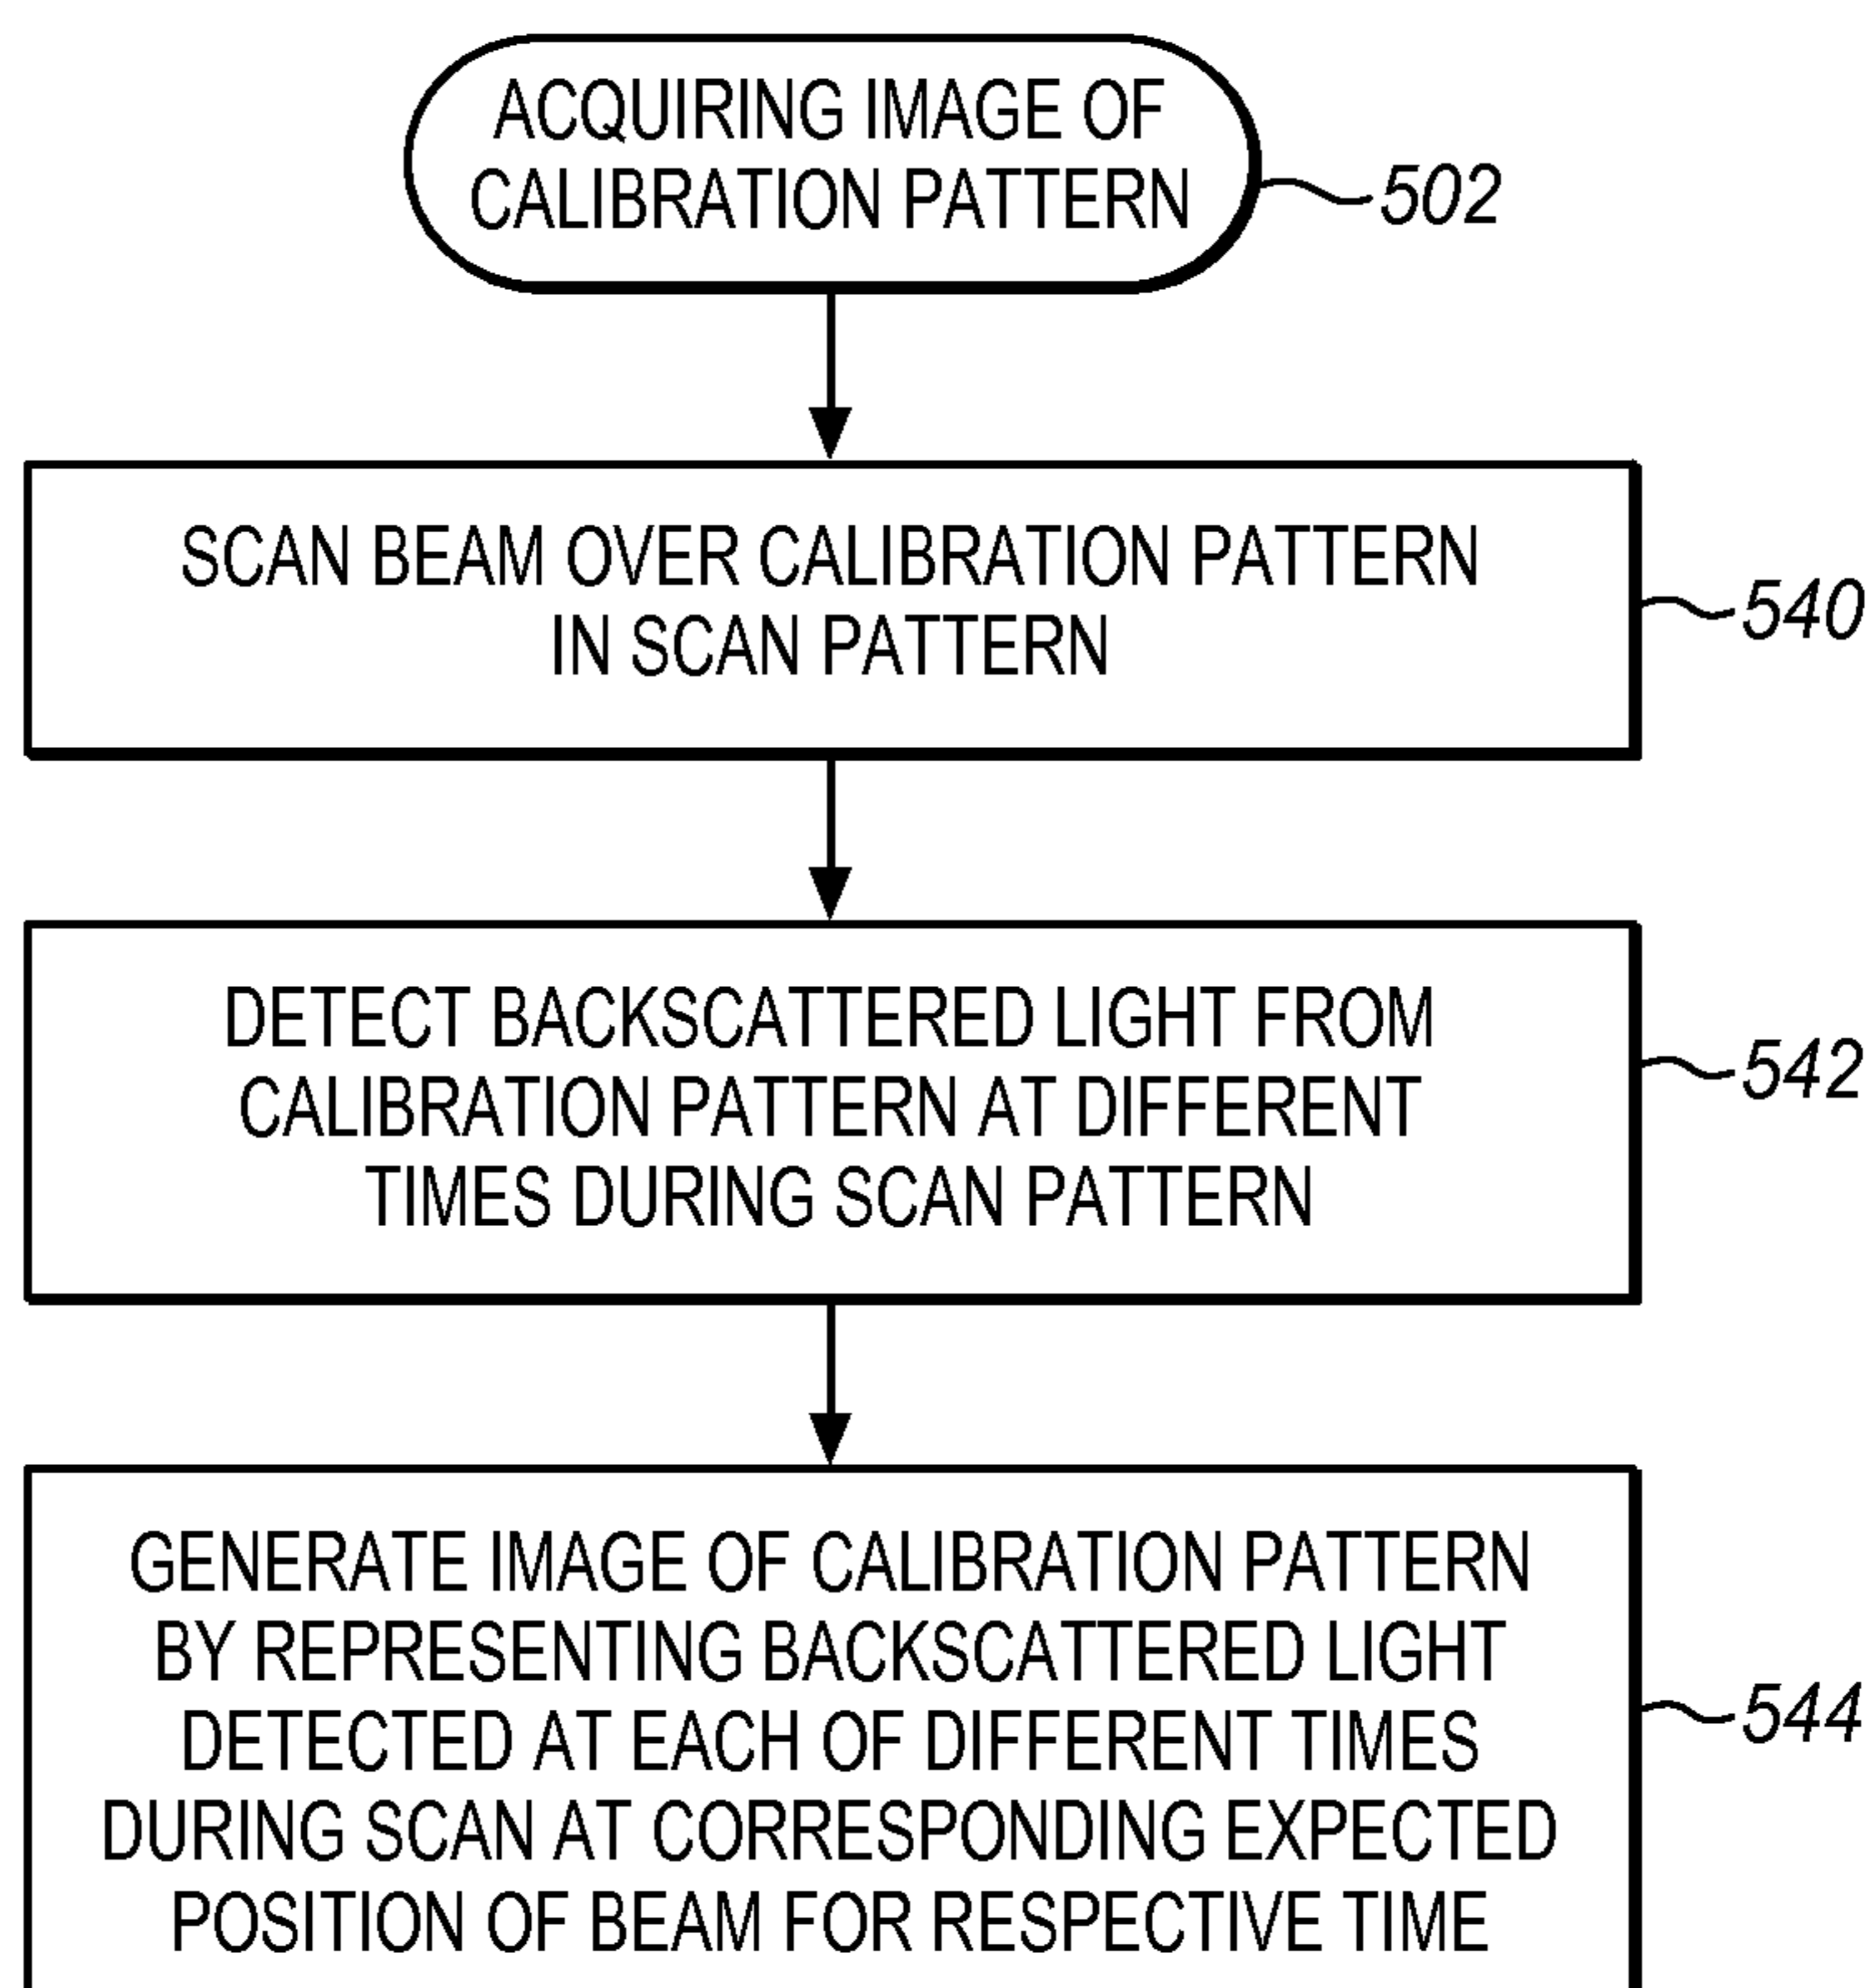 ACQUIRING IMAGE OF
CALIBRATION PATTERN
502
SCAN BEAM OVER CALIBRATION PATTERN
IN SCAN PATTERN
540
DETECT BACKSCATTERED LIGHT FROM
CALIBRATION PATTERN AT DIFFERENT
TIMES DURING SCAN PATTERN
542
GENERATE IMAGE OF CALIBRATION PATTERN
BY REPRESENTING BACKSCATTERED LIGHT
DETECTED AT EACH OF DIFFERENT TIMES
DURING SCAN AT CORRESPONDING EXPECTED
POSITION OF BEAM FOR RESPECTIVE TIME
544